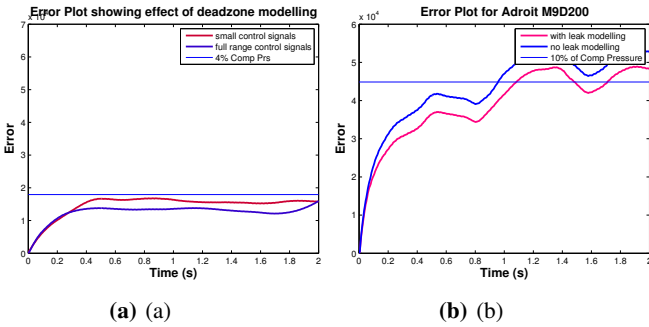 Error Plot showing effect of deadzone modelling
small control signals
full range control signals
4% Comp Prs
7
6
5
4
3
2
1
0
Error
0
0.2
0.4
0.6
0.8
1
1.2
1.4
1.6
1.8
2
Time (s)
(a) (a)
Error Plot for Adroit M9D200
x 10⁴
with leak modelling
no leak modelling
10% of Comp Pressure
6
5
4
3
2
1
0
Error
0
0.2
0.4
0.6
0.8
1
1.2
1.4
1.6
1.8
2
Time (s)
(b) (b)